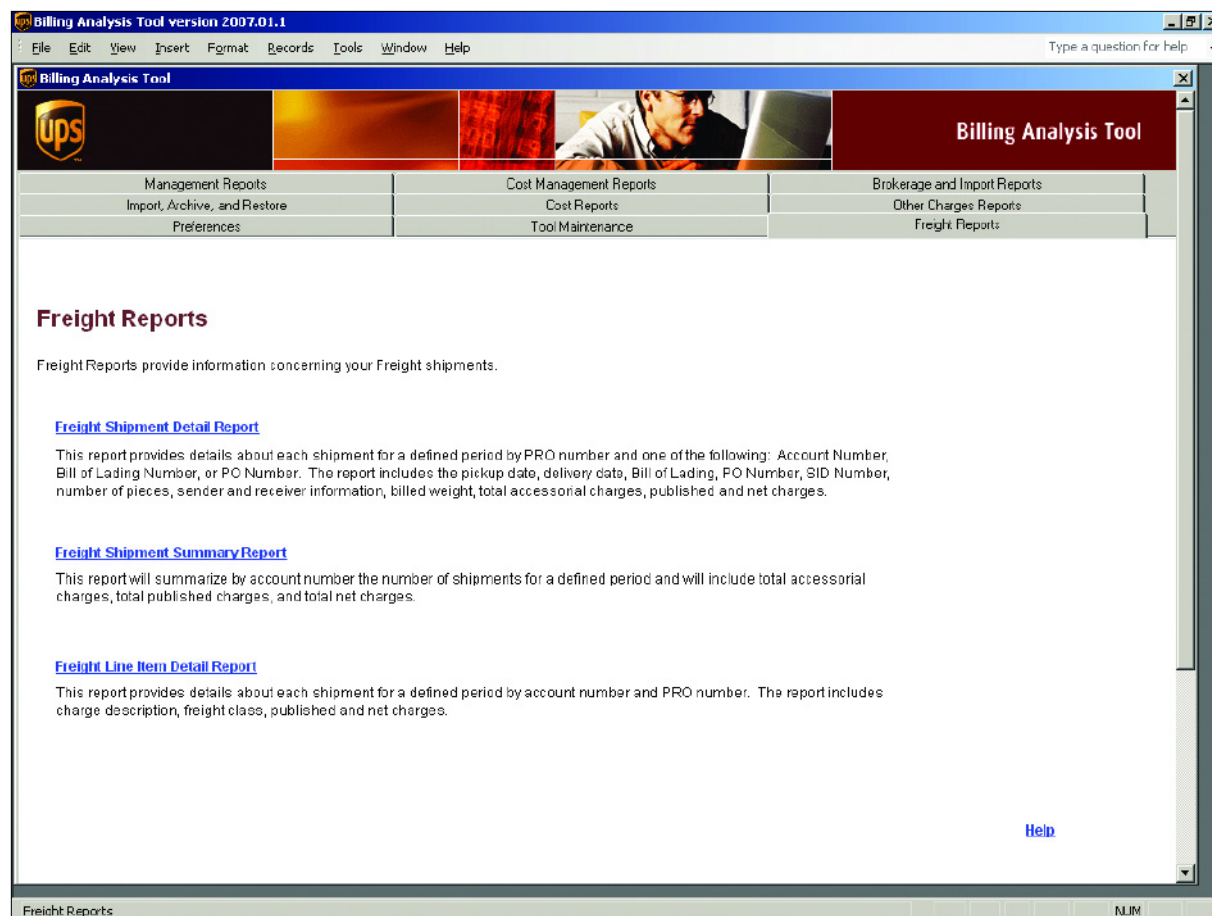 Billing Analysis Tool version 2007.01.1
File Edit View Insert Format Records Tools Window Help Type a question for help
Billing Analysis Tool
ups
Billing Analysis Tool
Management Reports Cost Management Reports Brokerage and Import Reports
Import, Archive, and Restore Cost Reports Other Charges Reports
Preferences Tool Maintenance Freight Reports
Freight Reports
Freight Reports provide information concerning your Freight shipments.
Freight Shipment Detail Report
This report provides details about each shipment for a defined period by PRO number and one of the following: Account Number,
Bill of Lading Number, or PO Number. The report includes the pickup date, delivery date, Bill of Lading, PO Number, SID Number,
number of pieces, sender and receiver information, billed weight, total accessorial charges, published and net charges.
Freight Shipment Summary Report
This report will summarize by account number the number of shipments for a defined period and will include total accessorial
charges, total published charges, and total net charges.
Freight Line Item Detail Report
This report provides details about each shipment for a defined period by account number and PRO number. The report includes
charge description, freight class, published and net charges.
Help
Freight Reports NUM